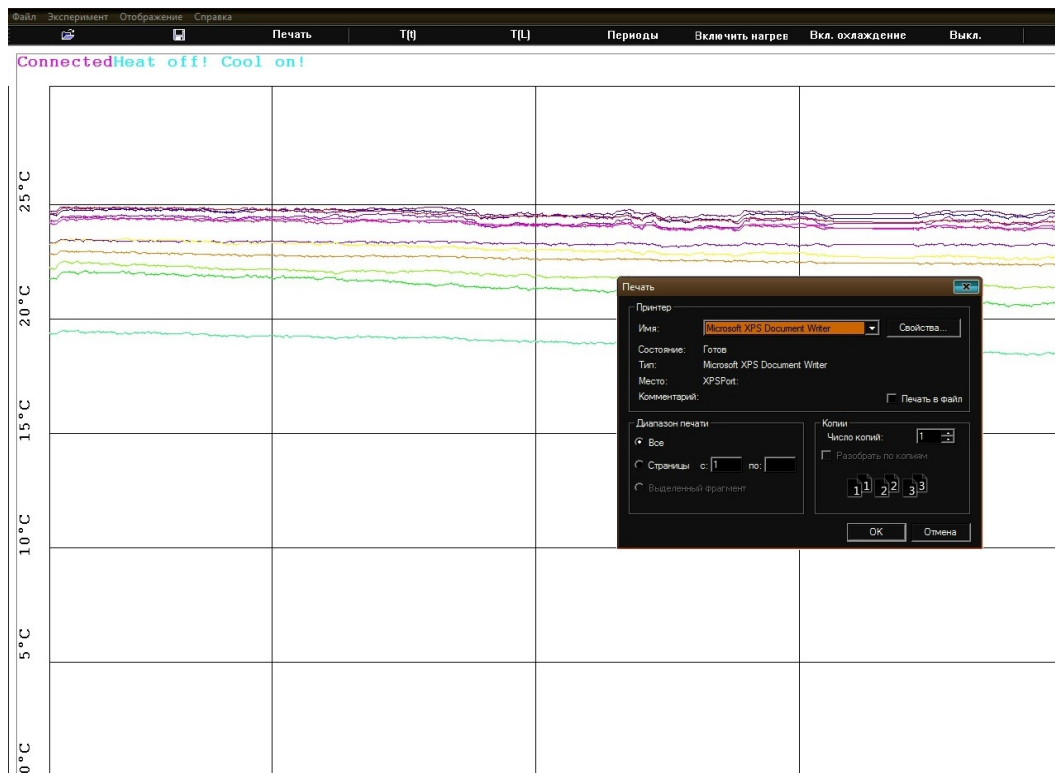 Файл Эксперимент Отображение Справка
Печать T(t) T(L) Периоды Включить нагрев Вкл. охлаждение Выкл.
ConnectedHeat off! Cool on!
25°C
20°C
15°C
10°C
5°C
0°C
Печать
Принтер
Имя: Microsoft XPS Document Writer Свойства...
Состояние: Готов
Тип: Microsoft XPS Document Writer
Место: XPSPort:
Комментарий: Печать в файл
Диапазон печати
Все
Страницы с: 1 по:
Выделенный фрагмент
Копии
Число копий: 1
Разобрать по копиям
1 1 2 2 3 3
OK Отмена